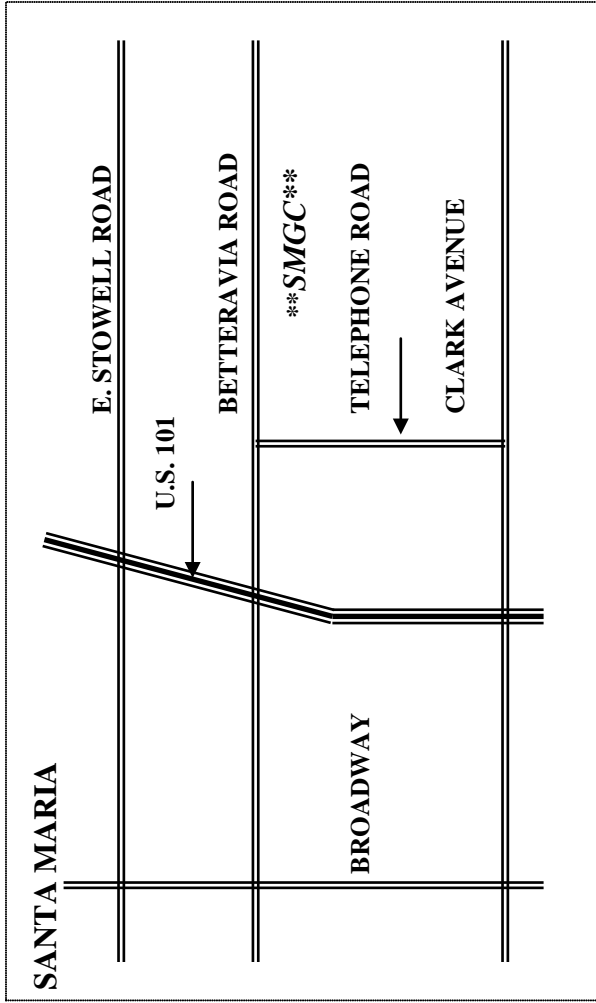 SANTA MARIA
E. STOWELL ROAD
U.S. 101
BETTERAVIA ROAD
**SMGC**
BROADWAY
TELEPHONE ROAD
CLARK AVENUE